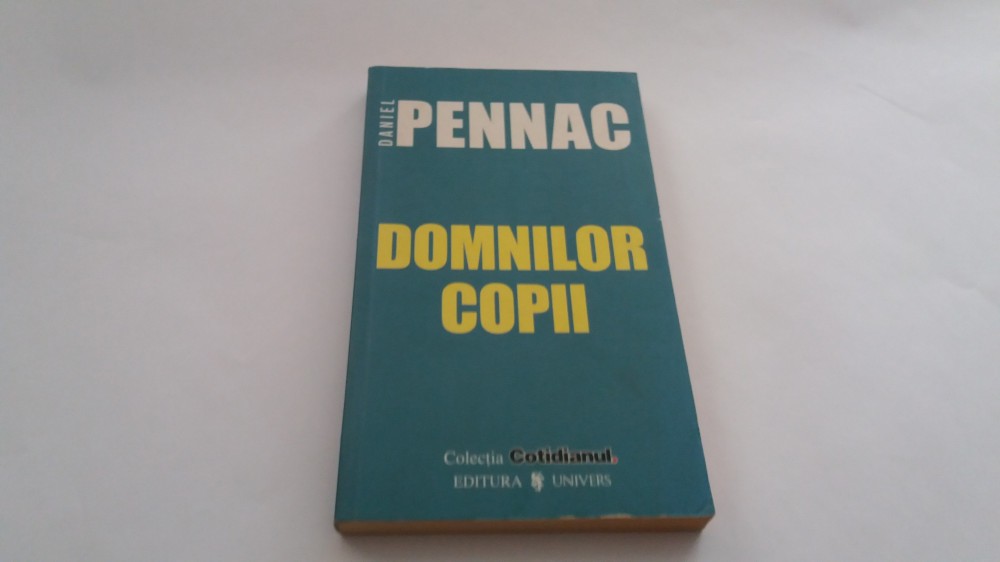 DANIEL PENNAC
DOMNILOR
COPII
Colecția Cotidianul.
EDITURA UNIVERS